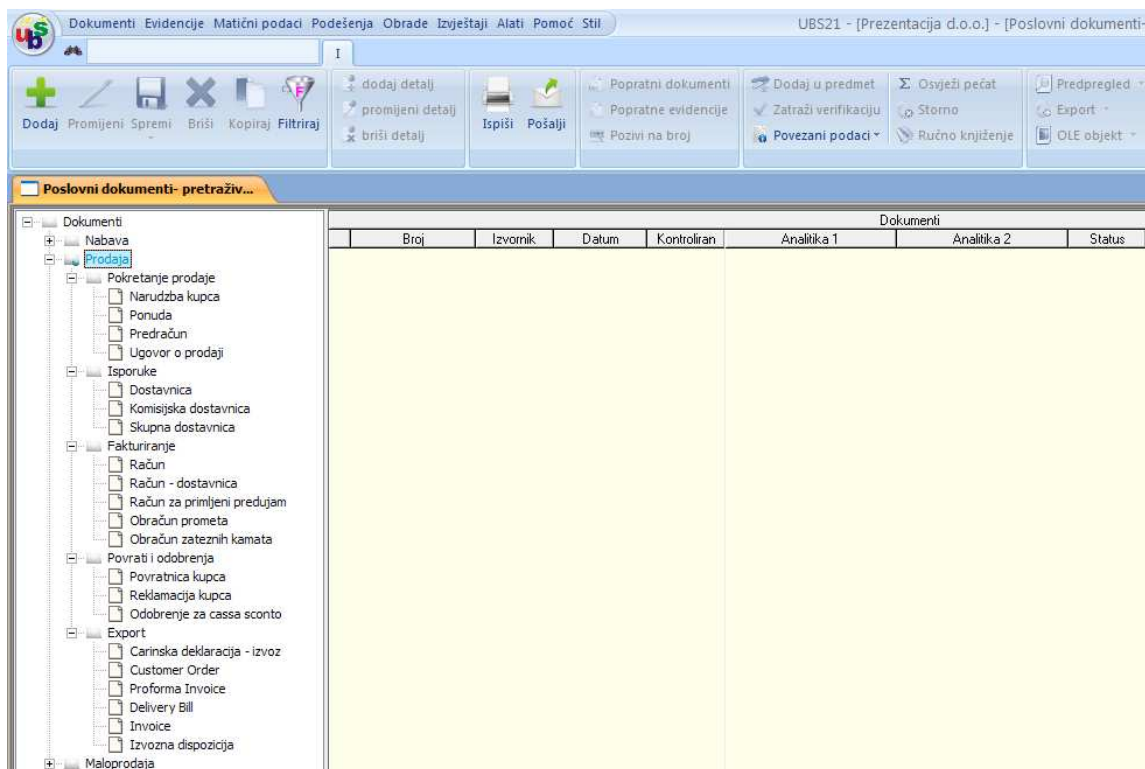 ubs
Dokumenti Evidencije Matični podaci Podešenja Obrade Izvještaji Alati Pomoć Stil
UBS21 - [Prezentacija d.o.o.] - [Poslovni dokumenti-
I
Dodaj Promijeni Spremi Briši Kopiraj Filtriraj
dodaj detalj
promijeni detalj
briši detalj
Ispiši Pošalji
Popratni dokumenti
Popratne evidencije
Pozivi na broj
Dodaj u predmet
Zatraži verifikaciju
Povezani podaci
Σ Osvježi pečat
Storno
Ručno knjiženje
Predpregled
Export
OLE objekt
Poslovni dokumenti- pretraživ...
Dokumenti
Nabava
Prodaja
Pokretanje prodaje
Narudzba kupca
Ponuda
Predračun
Ugovor o prodaji
Isporuke
Dostavnica
Komisijska dostavnica
Skupna dostavnica
Fakturiranje
Račun
Račun - dostavnica
Račun za primljeni predujam
Obračun prometa
Obračun zateznih kamata
Povrati i odobrenja
Povratnica kupca
Reklamacija kupca
Odobrenje za cassa sconto
Export
Carinska deklaracija - izvoz
Customer Order
Proforma Invoice
Delivery Bill
Invoice
Izvozna dispozicija
Maloprodaja
Dokumenti
Broj Izvornik Datum Kontroliran Analitika 1 Analitika 2 Status